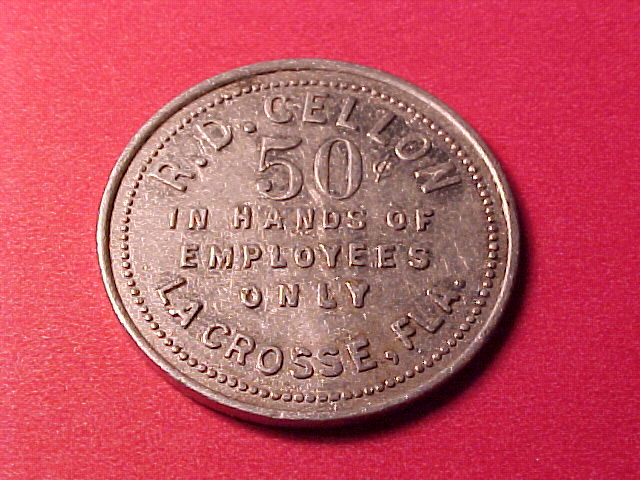 R.D. CELLON
50¢
IN HANDS OF
EMPLOYEES
ONLY
LACROSSE, FLA.